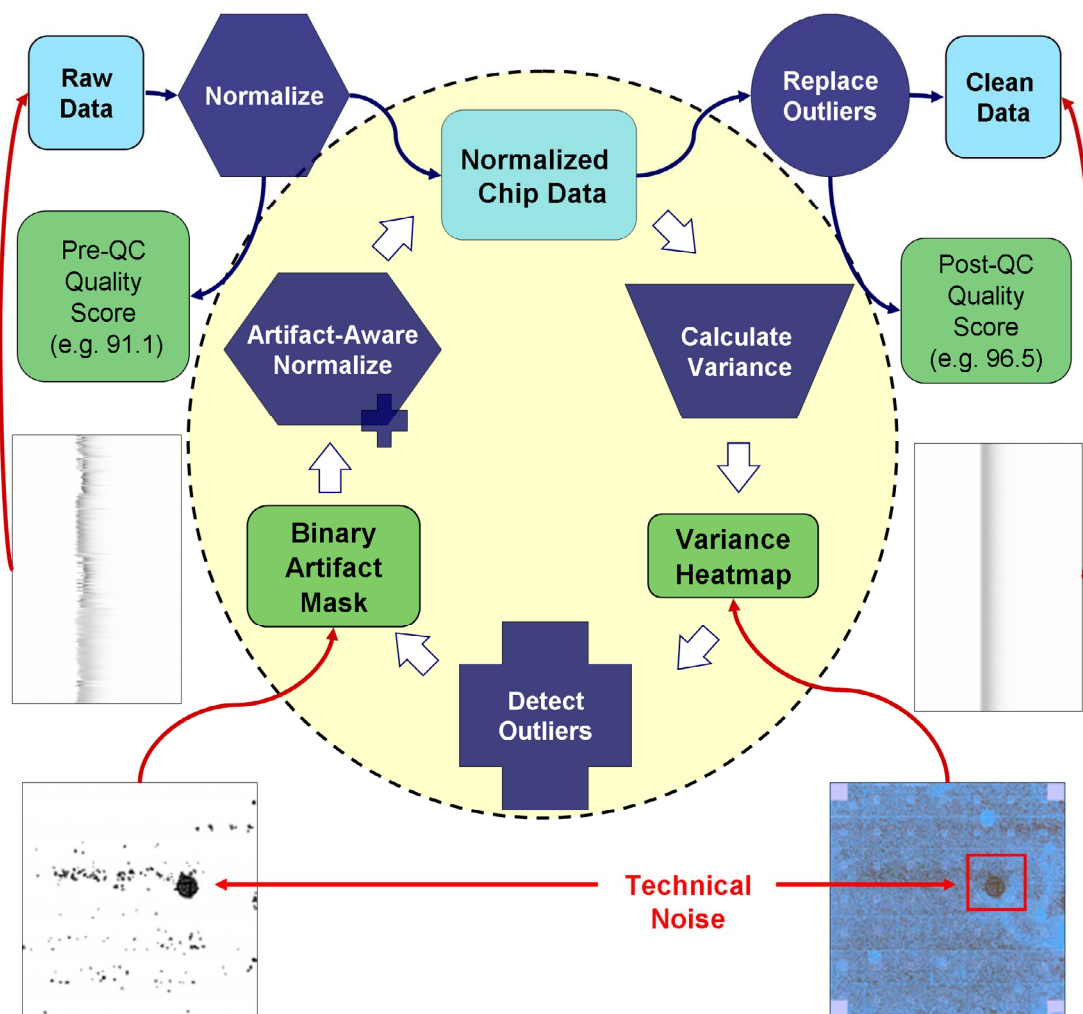 Raw
Data
Normalize
Normalized
Chip Data
Replace
Outliers
Clean
Data
Pre-QC
Quality
Score
(e.g. 91.1)
Artifact-Aware
Normalize
Calculate
Variance
Post-QC
Quality
Score
(e.g. 96.5)
Binary
Artifact
Mask
Variance
Heatmap
Detect
Outliers
Technical
Noise